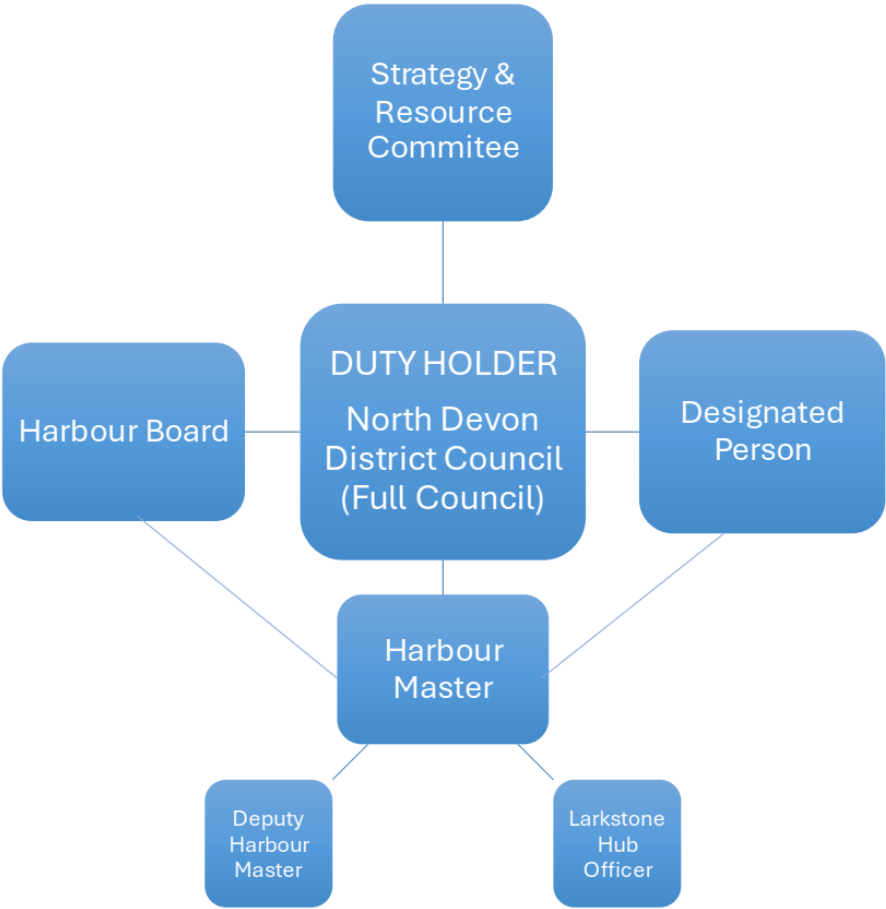 Strategy &
Resource
Commitee
DUTY HOLDER
North Devon
District Council
(Full Council)
Harbour Board
Designated
Person
Harbour
Master
Deputy
Harbour
Master
Larkstone
Hub
Officer